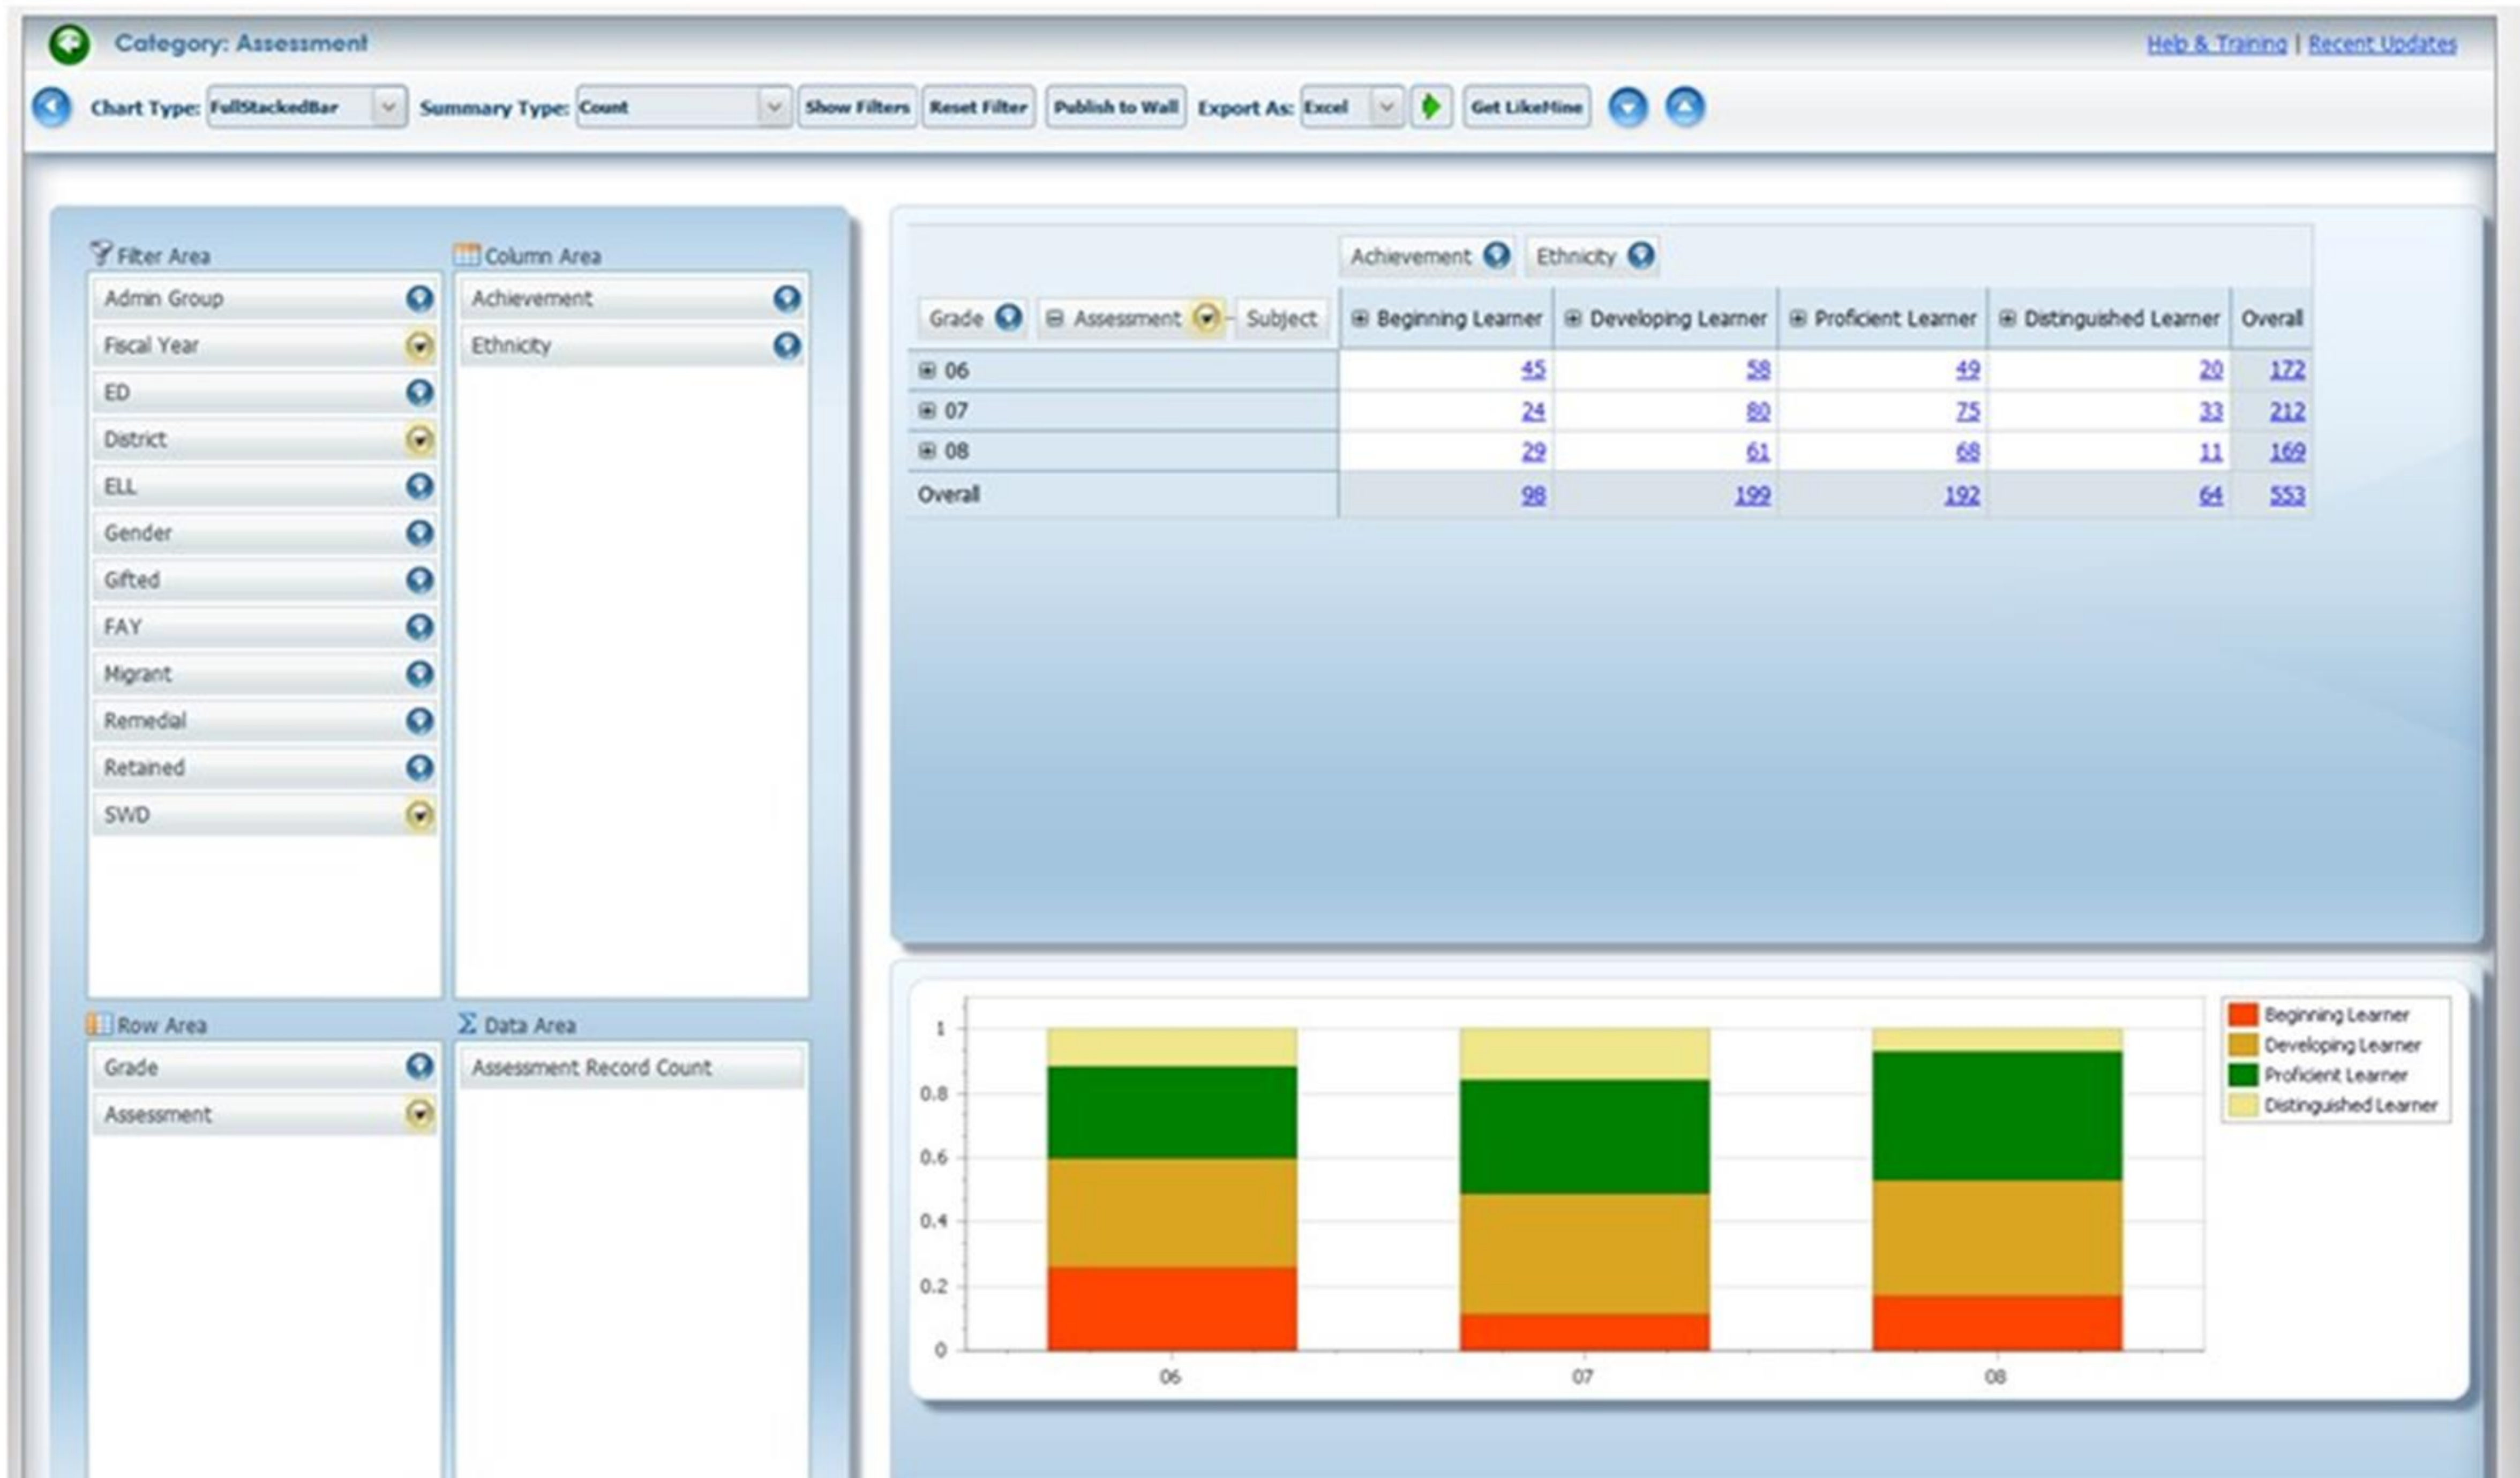 Category: Assessment
Help & Training | Recent Updates
Chart Type: FullStackedBar Summary Type: Count Show Filters Reset Filter Publish to Wall Export As: Excel Get LikeMine
Filter Area
Admin Group
Fiscal Year
ED
District
ELL
Gender
Gifted
FAY
Migrant
Remedial
Retained
SWD
Column Area
Achievement
Ethnicity
Row Area
Grade
Assessment
Data Area
Assessment Record Count
Achievement Ethnicity
Grade Assessment Subject Beginning Learner Developing Learner Proficient Learner Distinguished Learner Overall
06 45 58 49 20 172
07 24 80 75 33 212
08 29 61 68 11 169
Overall 98 199 192 64 553
1
0.8
0.6
0.4
0.2
0
06 07 08
Beginning Learner
Developing Learner
Proficient Learner
Distinguished Learner